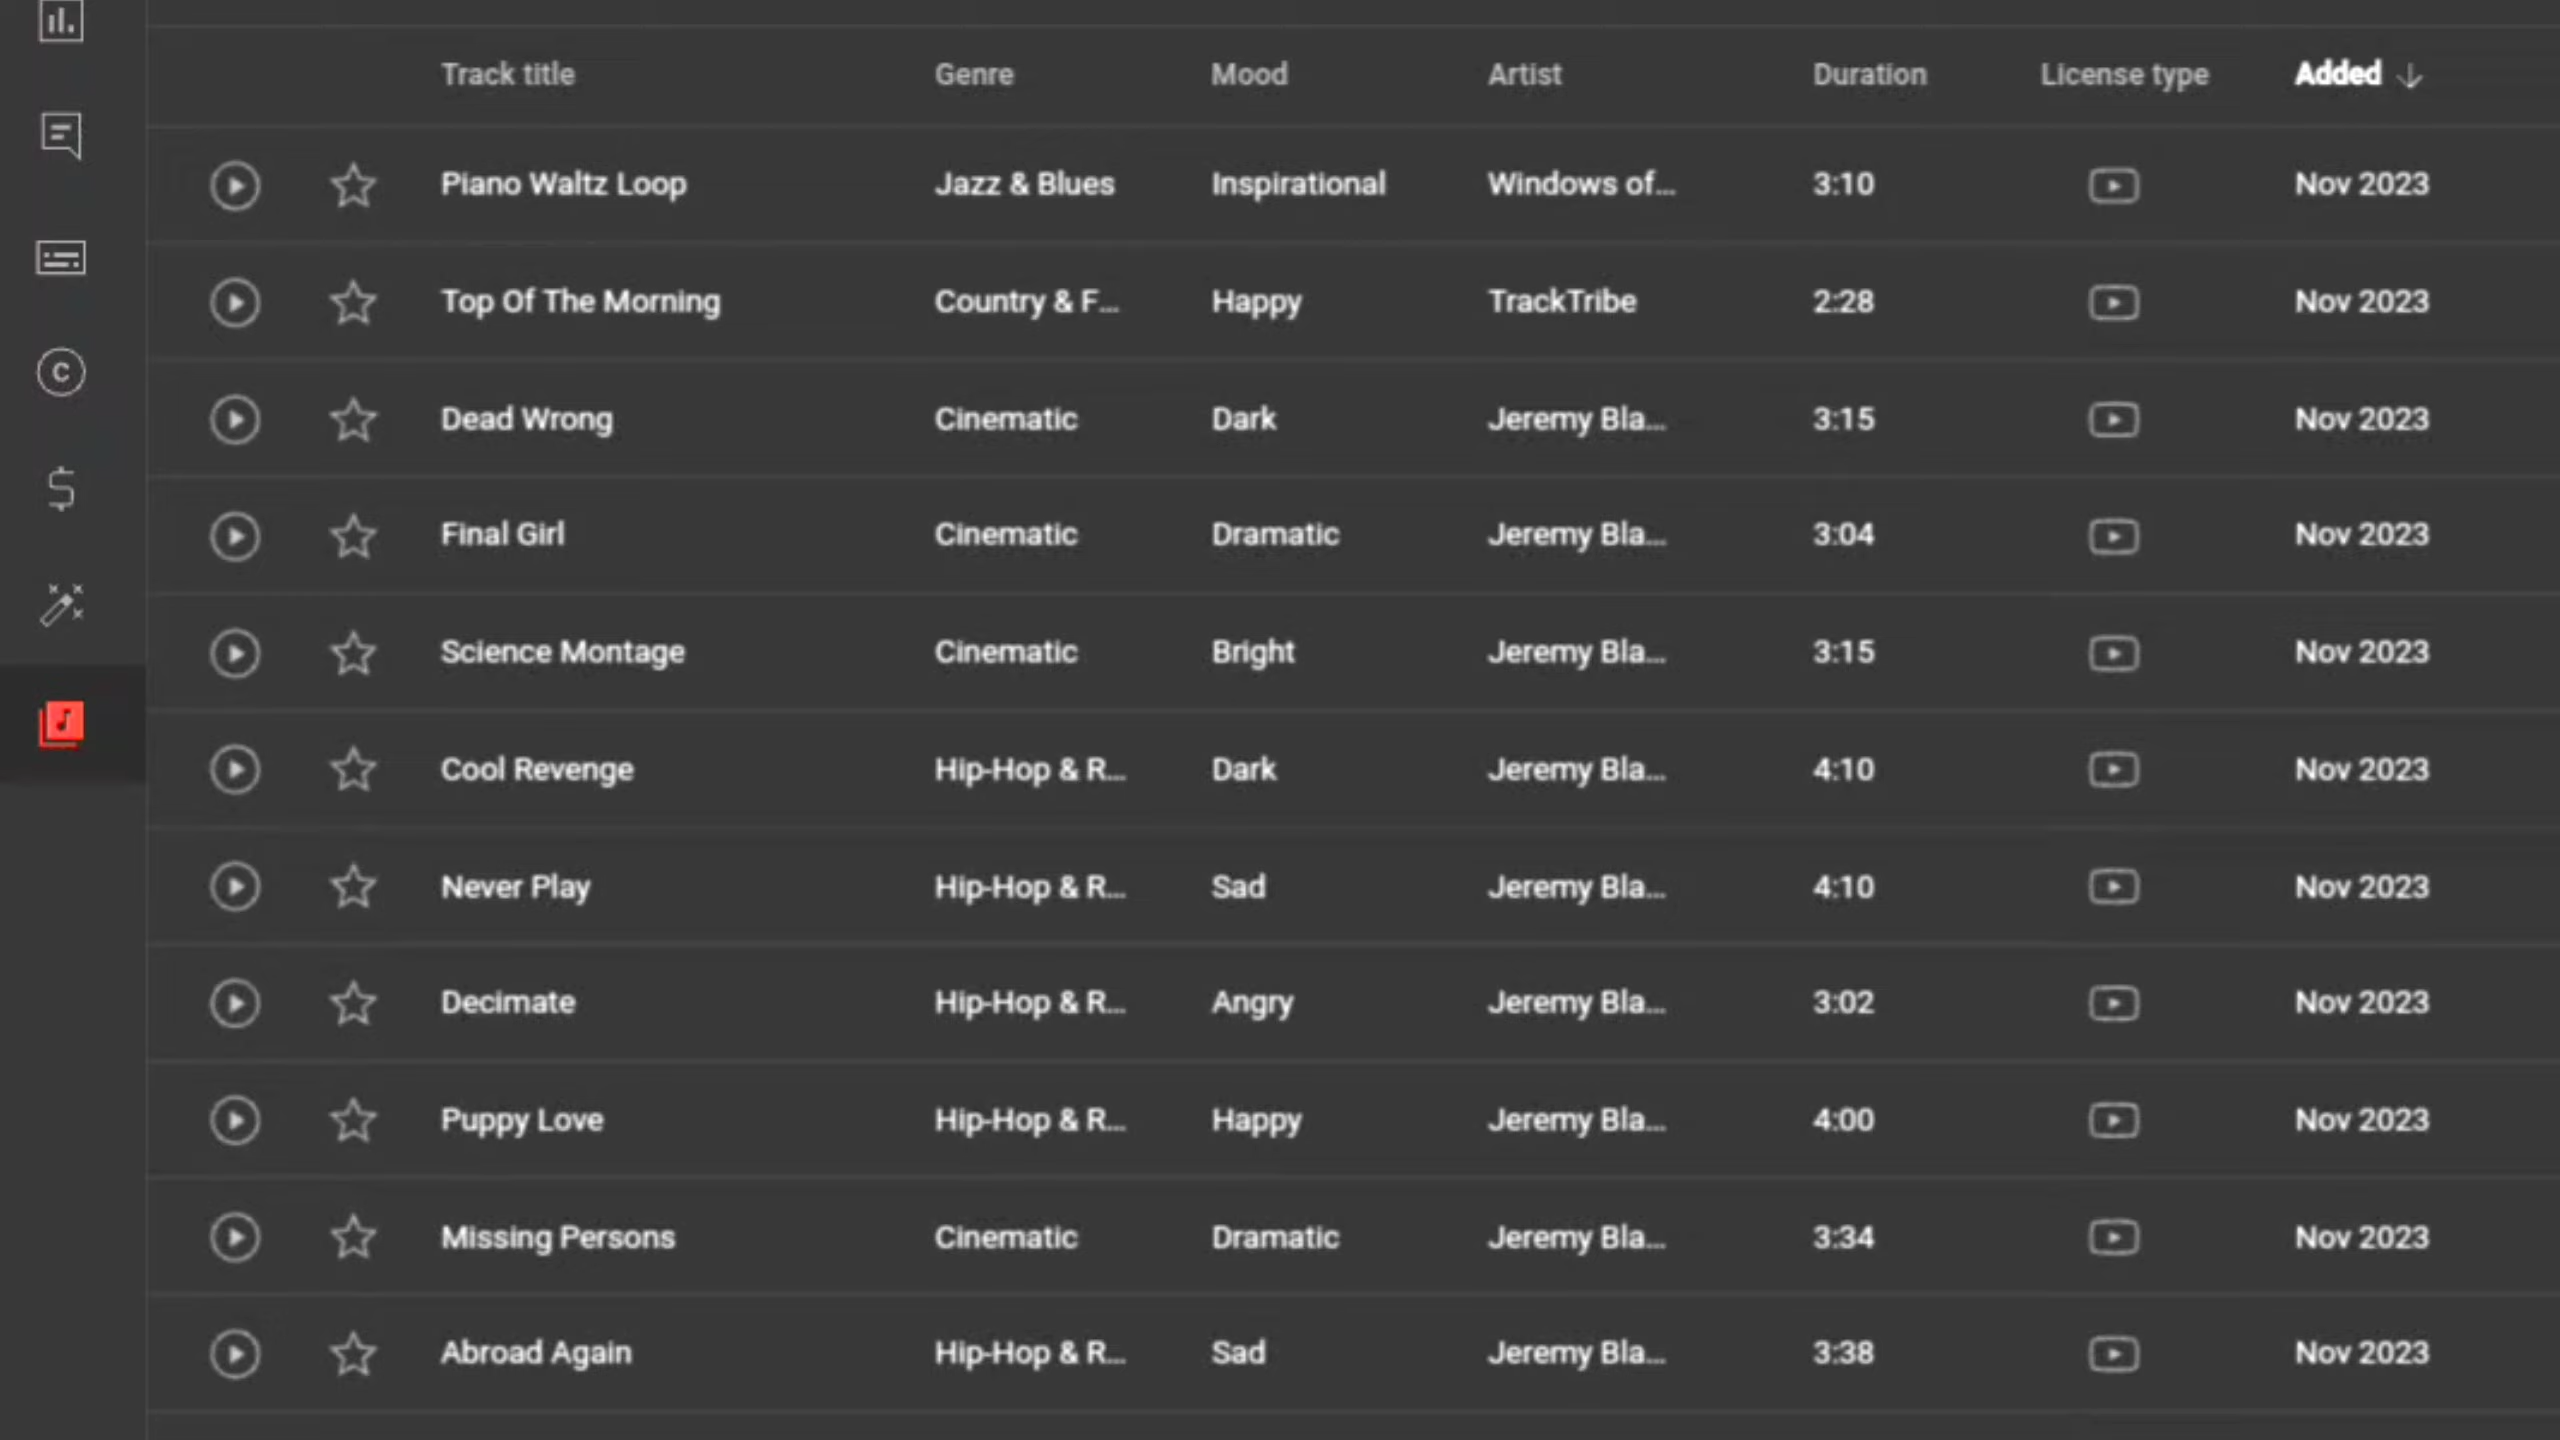 Track title Genre Mood Artist Duration License type Added
Piano Waltz Loop Jazz & Blues Inspirational Windows of... 3:10 Nov 2023
Top Of The Morning Country & F... Happy TrackTribe 2:28 Nov 2023
Dead Wrong Cinematic Dark Jeremy Bla... 3:15 Nov 2023
Final Girl Cinematic Dramatic Jeremy Bla... 3:04 Nov 2023
Science Montage Cinematic Bright Jeremy Bla... 3:15 Nov 2023
Cool Revenge Hip-Hop & R... Dark Jeremy Bla... 4:10 Nov 2023
Never Play Hip-Hop & R... Sad Jeremy Bla... 4:10 Nov 2023
Decimate Hip-Hop & R... Angry Jeremy Bla... 3:02 Nov 2023
Puppy Love Hip-Hop & R... Happy Jeremy Bla... 4:00 Nov 2023
Missing Persons Cinematic Dramatic Jeremy Bla... 3:34 Nov 2023
Abroad Again Hip-Hop & R... Sad Jeremy Bla... 3:38 Nov 2023